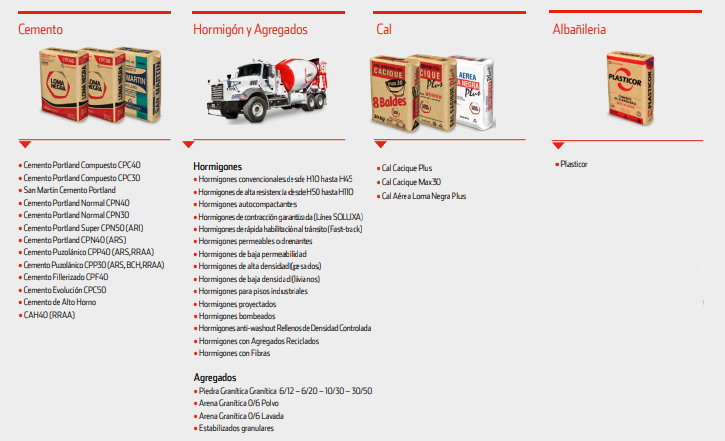 Cemento
LOMA NEGRA
LOMA NEGRA
SAN MARTIN
Cemento Portland Compuesto CPC40
Cemento Portland Compuesto CPC30
San Martin Cemento Portland
Cemento Portland Normal CPN40
Cemento Portland Normal CPN30
Cemento Portland Super CPN50 (ARI)
Cemento Portland CPN40 (ARS)
Cemento Puzolánico CPP40 (ARS,RRAA)
Cemento Puzolánico CPP30 (ARS, BCH,RRAA)
Cemento Fillerizado CPF40
Cemento Evolución CPC50
Cemento de Alto Horno
CAH40 (RRAA)
Hormigón y Agregados
Hormigones
Hormigones convencionales desde H10 hasta H45
Hormigones de alta resistencia desde H50 hasta H110
Hormigones autocompactantes
Hormigones de contracción garantizada (Línea SOLUXA)
Hormigones de rápida habilitación al tránsito (Fast-track)
Hormigones permeables o drenantes
Hormigones de baja permeabilidad
Hormigones de alta densidad (pesados)
Hormigones de baja densidad (livianos)
Hormigones para pisos industriales
Hormigones proyectados
Hormigones bombeados
Hormigones anti-washout Rellenos de Densidad Controlada
Hormigones con Agregados Reciclados
Hormigones con Fibras
Agregados
Piedra Granítica Granítica 6/12 – 6/20 – 10/30 – 30/50
Arena Granítica 0/6 Polvo
Arena Granítica 0/6 Lavada
Estabilizados granulares
Cal
CACIQUE
8 Baldes
Plus
AEREA
Plus
Cal Cacique Plus
Cal Cacique Max30
Cal Aérea Loma Negra Plus
Albañileria
PLASTICOR
Plasticor